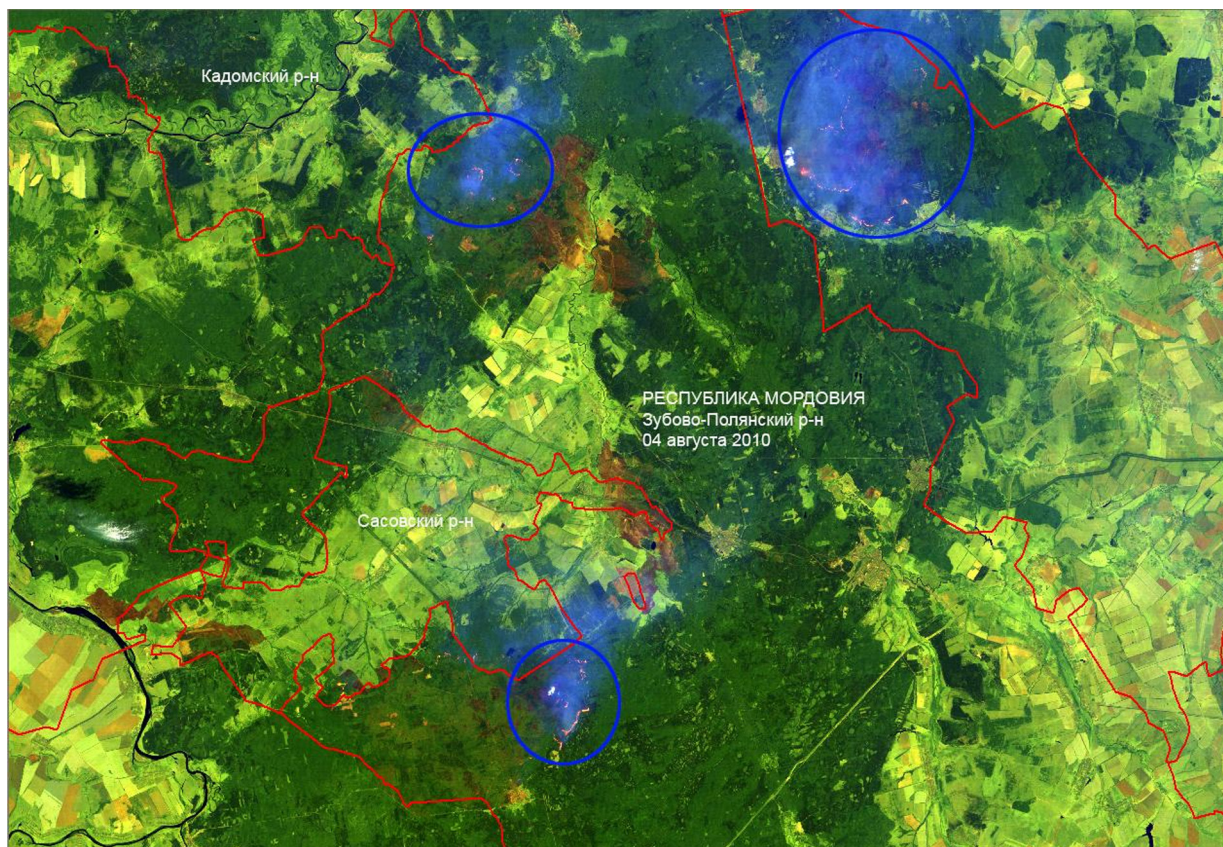 Кадомский р-н
РЕСПУБЛИКА МОРДОВИЯ
Зубово-Полянский р-н
04 августа 2010
Сасовский р-н